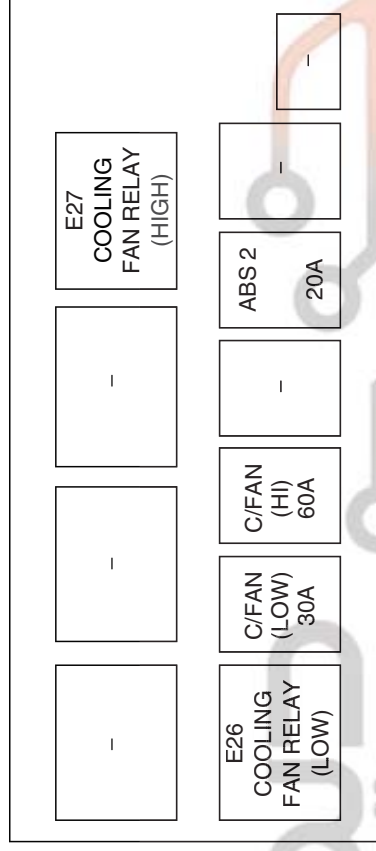 E27
COOLING
FAN RELAY
(HIGH)
–
–
–
–
–
ABS 2
20A
–
C/FAN
(HI)
60A
C/FAN
(LOW)
30A
E26
COOLING
FAN RELAY
(LOW)